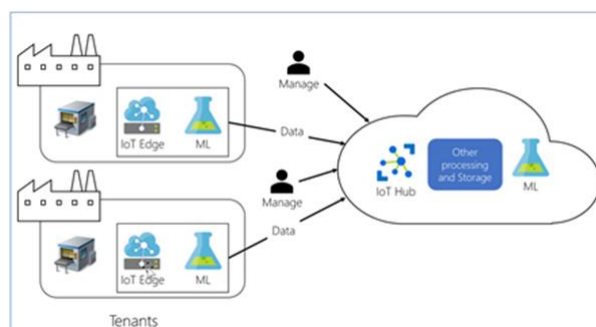 Manage
IoT Edge
ML
Data
Other
processing
and Storage
IoT Hub
ML
Manage
Data
IoT Edge
ML
Tenants